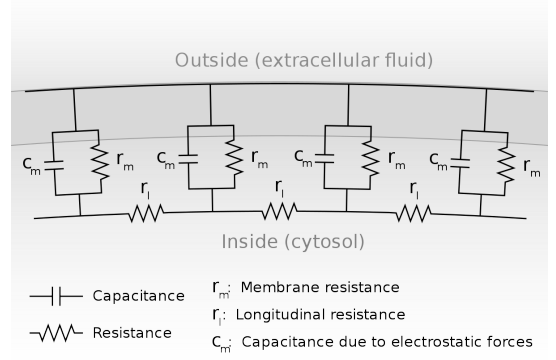 Outside (extracellular fluid)
cm rm cm rm cm rm cm rm
rl rl rl
Inside (cytosol)
Capacitance
Resistance
rm: Membrane resistance
rl: Longitudinal resistance
cm: Capacitance due to electrostatic forces